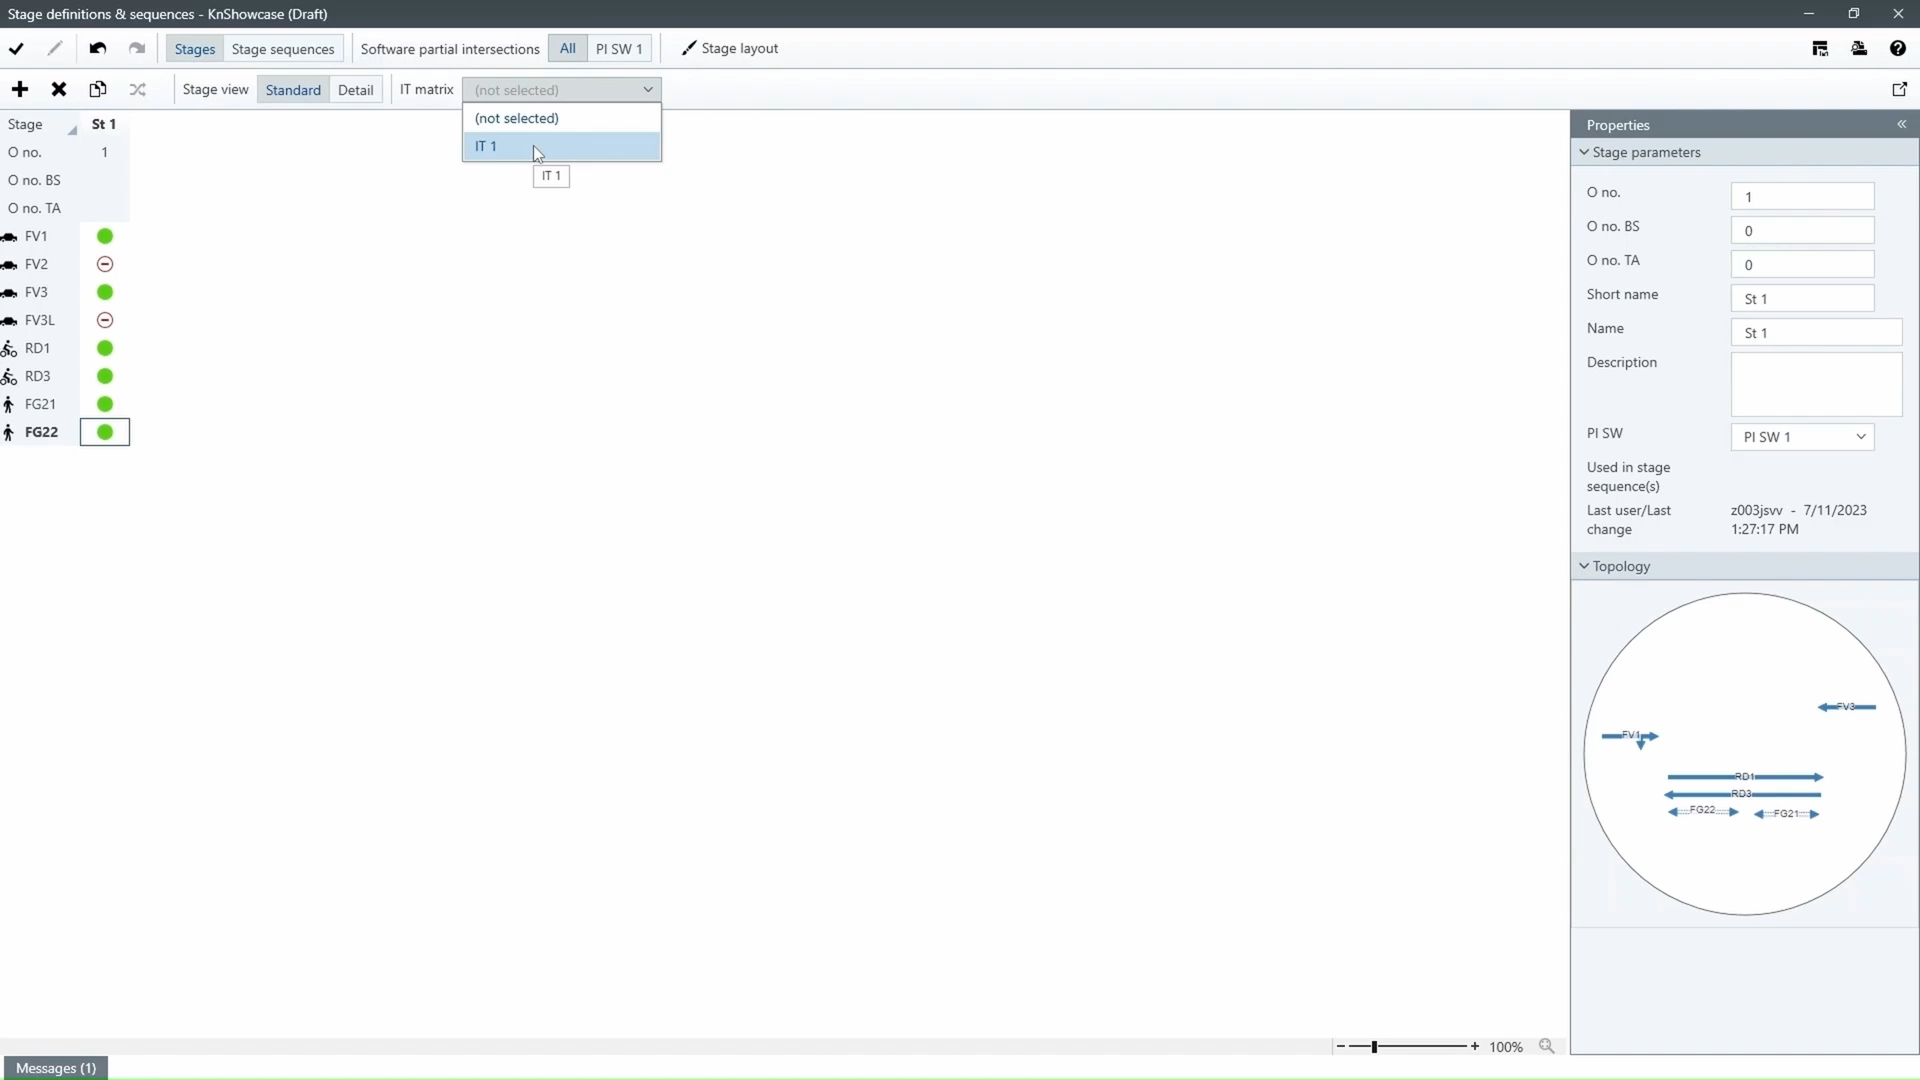 Stage definitions & sequences - KnShowcase (Draft)
Stages Stage sequences Software partial intersections All PI SW 1 Stage layout
Stage view Standard Detail IT matrix (not selected)
(not selected)
IT 1
IT 1
Stage St 1
O no. 1
O no. BS
O no. TA
FV1
FV2
FV3
FV3L
RD1
RD3
FG21
FG22
Properties
Stage parameters
O no. 1
O no. BS 0
O no. TA 0
Short name St 1
Name St 1
Description
PI SW PI SW 1
Used in stage
sequence(s)
Last user/Last z003jsvv - 7/11/2023
change 1:27:17 PM
Topology
FV3
FV1
RD1
RD3
FG22 FG21
100%
Messages (1)